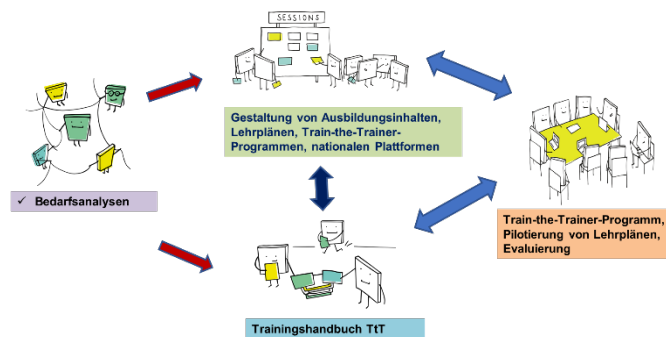 SESSIONS
Gestaltung von Ausbildungsinhalten,
Lehrplänen, Train-the-Trainer-
Programmen, nationalen Plattformen
✓ Bedarfsanalysen
Train-the-Trainer-Programm,
Pilotierung von Lehrplänen,
Evaluierung
Trainingshandbuch TtT